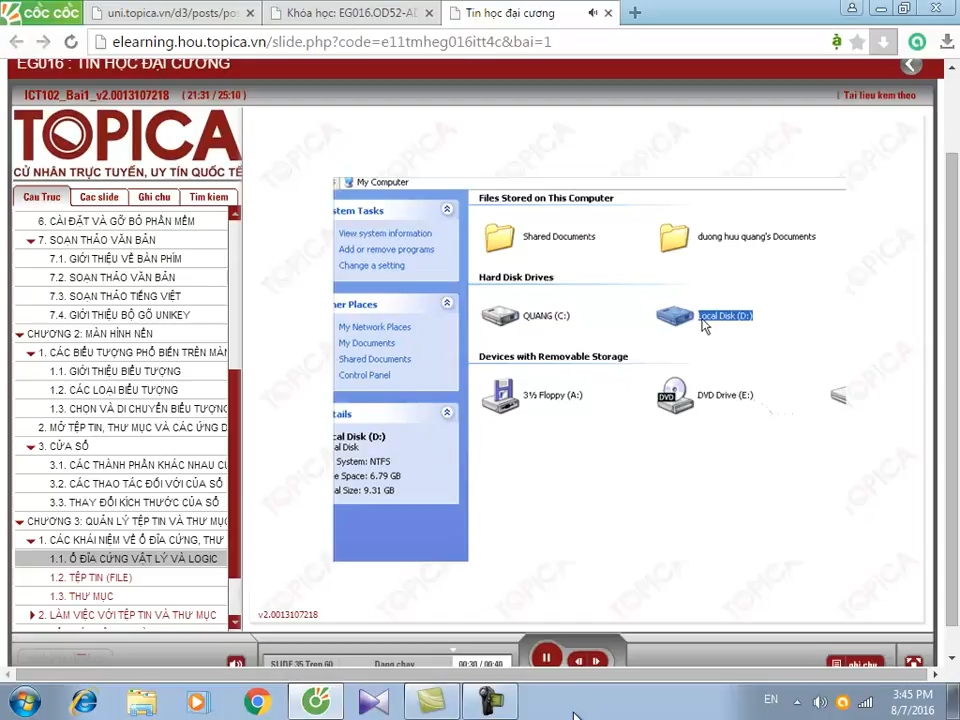 cốc cốc
uni.topica.vn/d3/posts/po
Khóa học: EG016.OD52-AD
Tin học đại cương
elearning.hou.topica.vn/slide.php?code=e11tmheg016itt4c&bai=1
EG016 : TIN HỌC ĐẠI CƯƠNG
ICT102_Bai1_v2.0013107218 ( 21:31 / 25:10 )
Tai lieu kem theo
TOPICA
CỬ NHÂN TRỰC TUYẾN, UY TÍN QUỐC TẾ
Cau Truc
Cac slide
Ghi chu
Tim kiem
6. CÀI ĐẶT VÀ GỠ BỎ PHẦN MỀM
7. SOẠN THẢO VĂN BẢN
7.1. GIỚI THIỆU VỀ BÀN PHÍM
7.2. SOẠN THẢO VĂN BẢN
7.3. SOẠN THẢO TIẾNG VIỆT
7.4. GIỚI THIỆU BỘ GÕ UNIKEY
CHƯƠNG 2: MÀN HÌNH NỀN
1. CÁC BIỂU TƯỢNG PHỔ BIẾN TRÊN MÀN
1.1. GIỚI THIỆU BIỂU TƯỢNG
1.2. CÁC LOẠI BIỂU TƯỢNG
1.3. CHỌN VÀ DI CHUYỂN BIỂU TƯỢNG
2. MỞ TỆP TIN, THƯ MỤC VÀ CÁC ỨNG D
3. CỬA SỔ
3.1. CÁC THÀNH PHẦN KHÁC NHAU CỦ
3.2. CÁC THAO TÁC ĐỐI VỚI CỦA SỔ
3.3. THAY ĐỔI KÍCH THƯỚC CỦA SỔ
CHƯƠNG 3: QUẢN LÝ TỆP TIN VÀ THƯ MỤC
1. CÁC KHÁI NIỆM VỀ Ổ ĐĨA CỨNG, THƯ
1.1. Ổ ĐĨA CỨNG VẬT LÝ VÀ LOGIC
1.2. TỆP TIN (FILE)
1.3. THƯ MỤC
2. LÀM VIỆC VỚI TỆP TIN VÀ THƯ MỤC
My Computer
stem Tasks
View system information
Add or remove programs
Change a setting
her Places
My Network Places
My Documents
Shared Documents
Control Panel
tails
cal Disk (D:)
al Disk
System: NTFS
e Space: 6.79 GB
al Size: 9.31 GB
Files Stored on This Computer
Shared Documents
duong huu quang's Documents
Hard Disk Drives
QUANG (C:)
Local Disk (D:)
Devices with Removable Storage
3½ Floppy (A:)
DVD
DVD Drive (E:)
v2.0013107218
SLIDE 35 Tren 60
Dang chay
00:30 / 00:40
ghi chu
EN
3:45 PM
8/7/2016